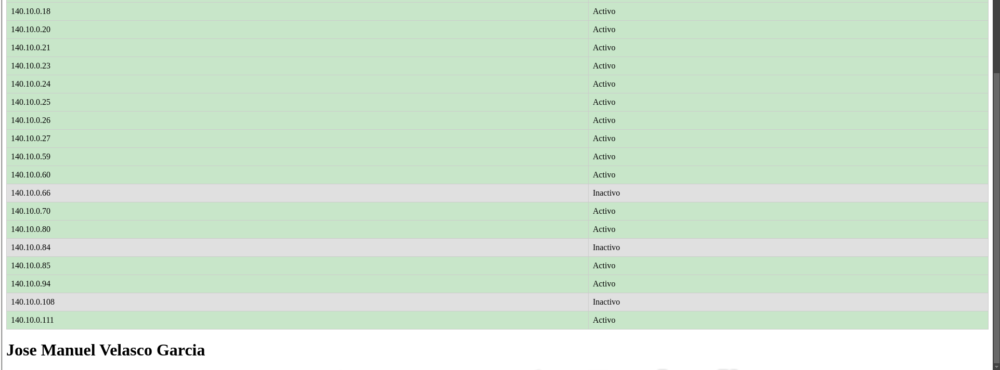 140.10.0.18 Activo
140.10.0.20 Activo
140.10.0.21 Activo
140.10.0.23 Activo
140.10.0.24 Activo
140.10.0.25 Activo
140.10.0.26 Activo
140.10.0.27 Activo
140.10.0.59 Activo
140.10.0.60 Activo
140.10.0.66 Inactivo
140.10.0.70 Activo
140.10.0.80 Activo
140.10.0.84 Inactivo
140.10.0.85 Activo
140.10.0.94 Activo
140.10.0.108 Inactivo
140.10.0.111 Activo
Jose Manuel Velasco Garcia